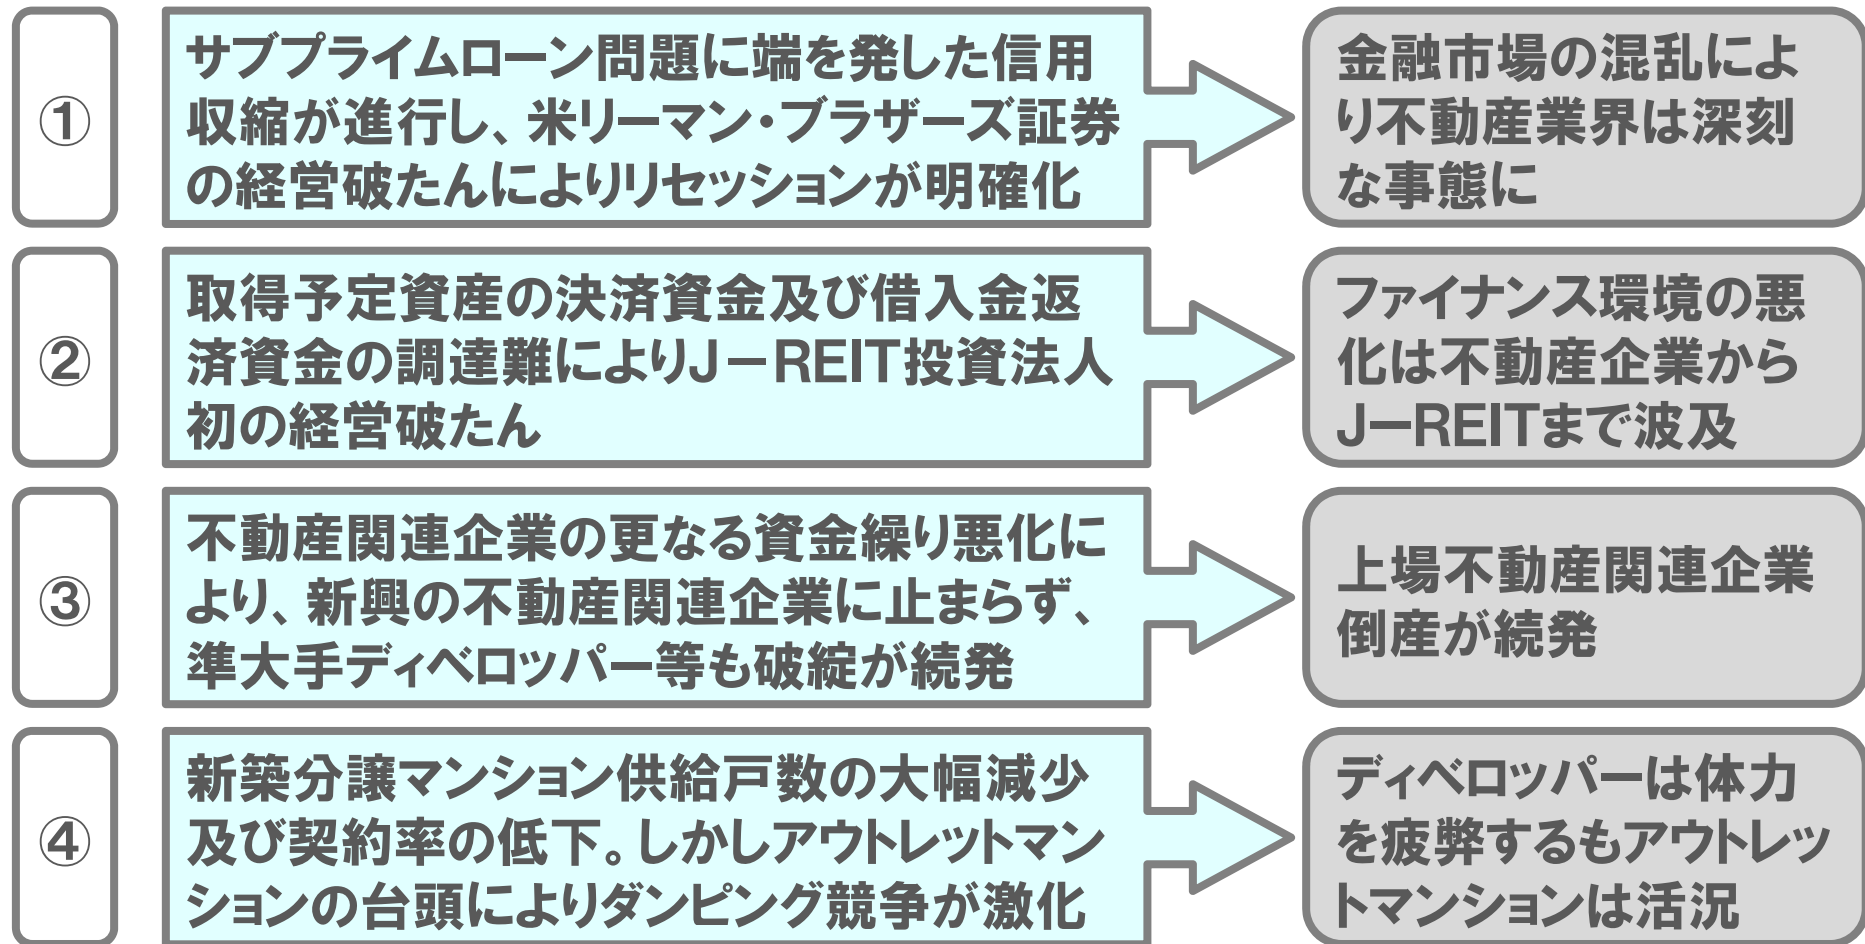 ①
サブプライムローン問題に端を発した信用
収縮が進行し、米リーマン・ブラザーズ証券
の経営破たんによりリセッションが明確化
金融市場の混乱によ
り不動産業界は深刻
な事態に
②
取得予定資産の決済資金及び借入金返
済資金の調達難によりJ－REIT投資法人
初の経営破たん
ファイナンス環境の悪
化は不動産企業から
J－REITまで波及
③
不動産関連企業の更なる資金繰り悪化に
より、新興の不動産関連企業に止まらず、
準大手ディベロッパー等も破綻が続発
上場不動産関連企業
倒産が続発
④
新築分譲マンション供給戸数の大幅減少
及び契約率の低下。しかしアウトレットマン
ションの台頭によりダンピング競争が激化
ディベロッパーは体力
を疲弊するもアウトレッ
トマンションは活況